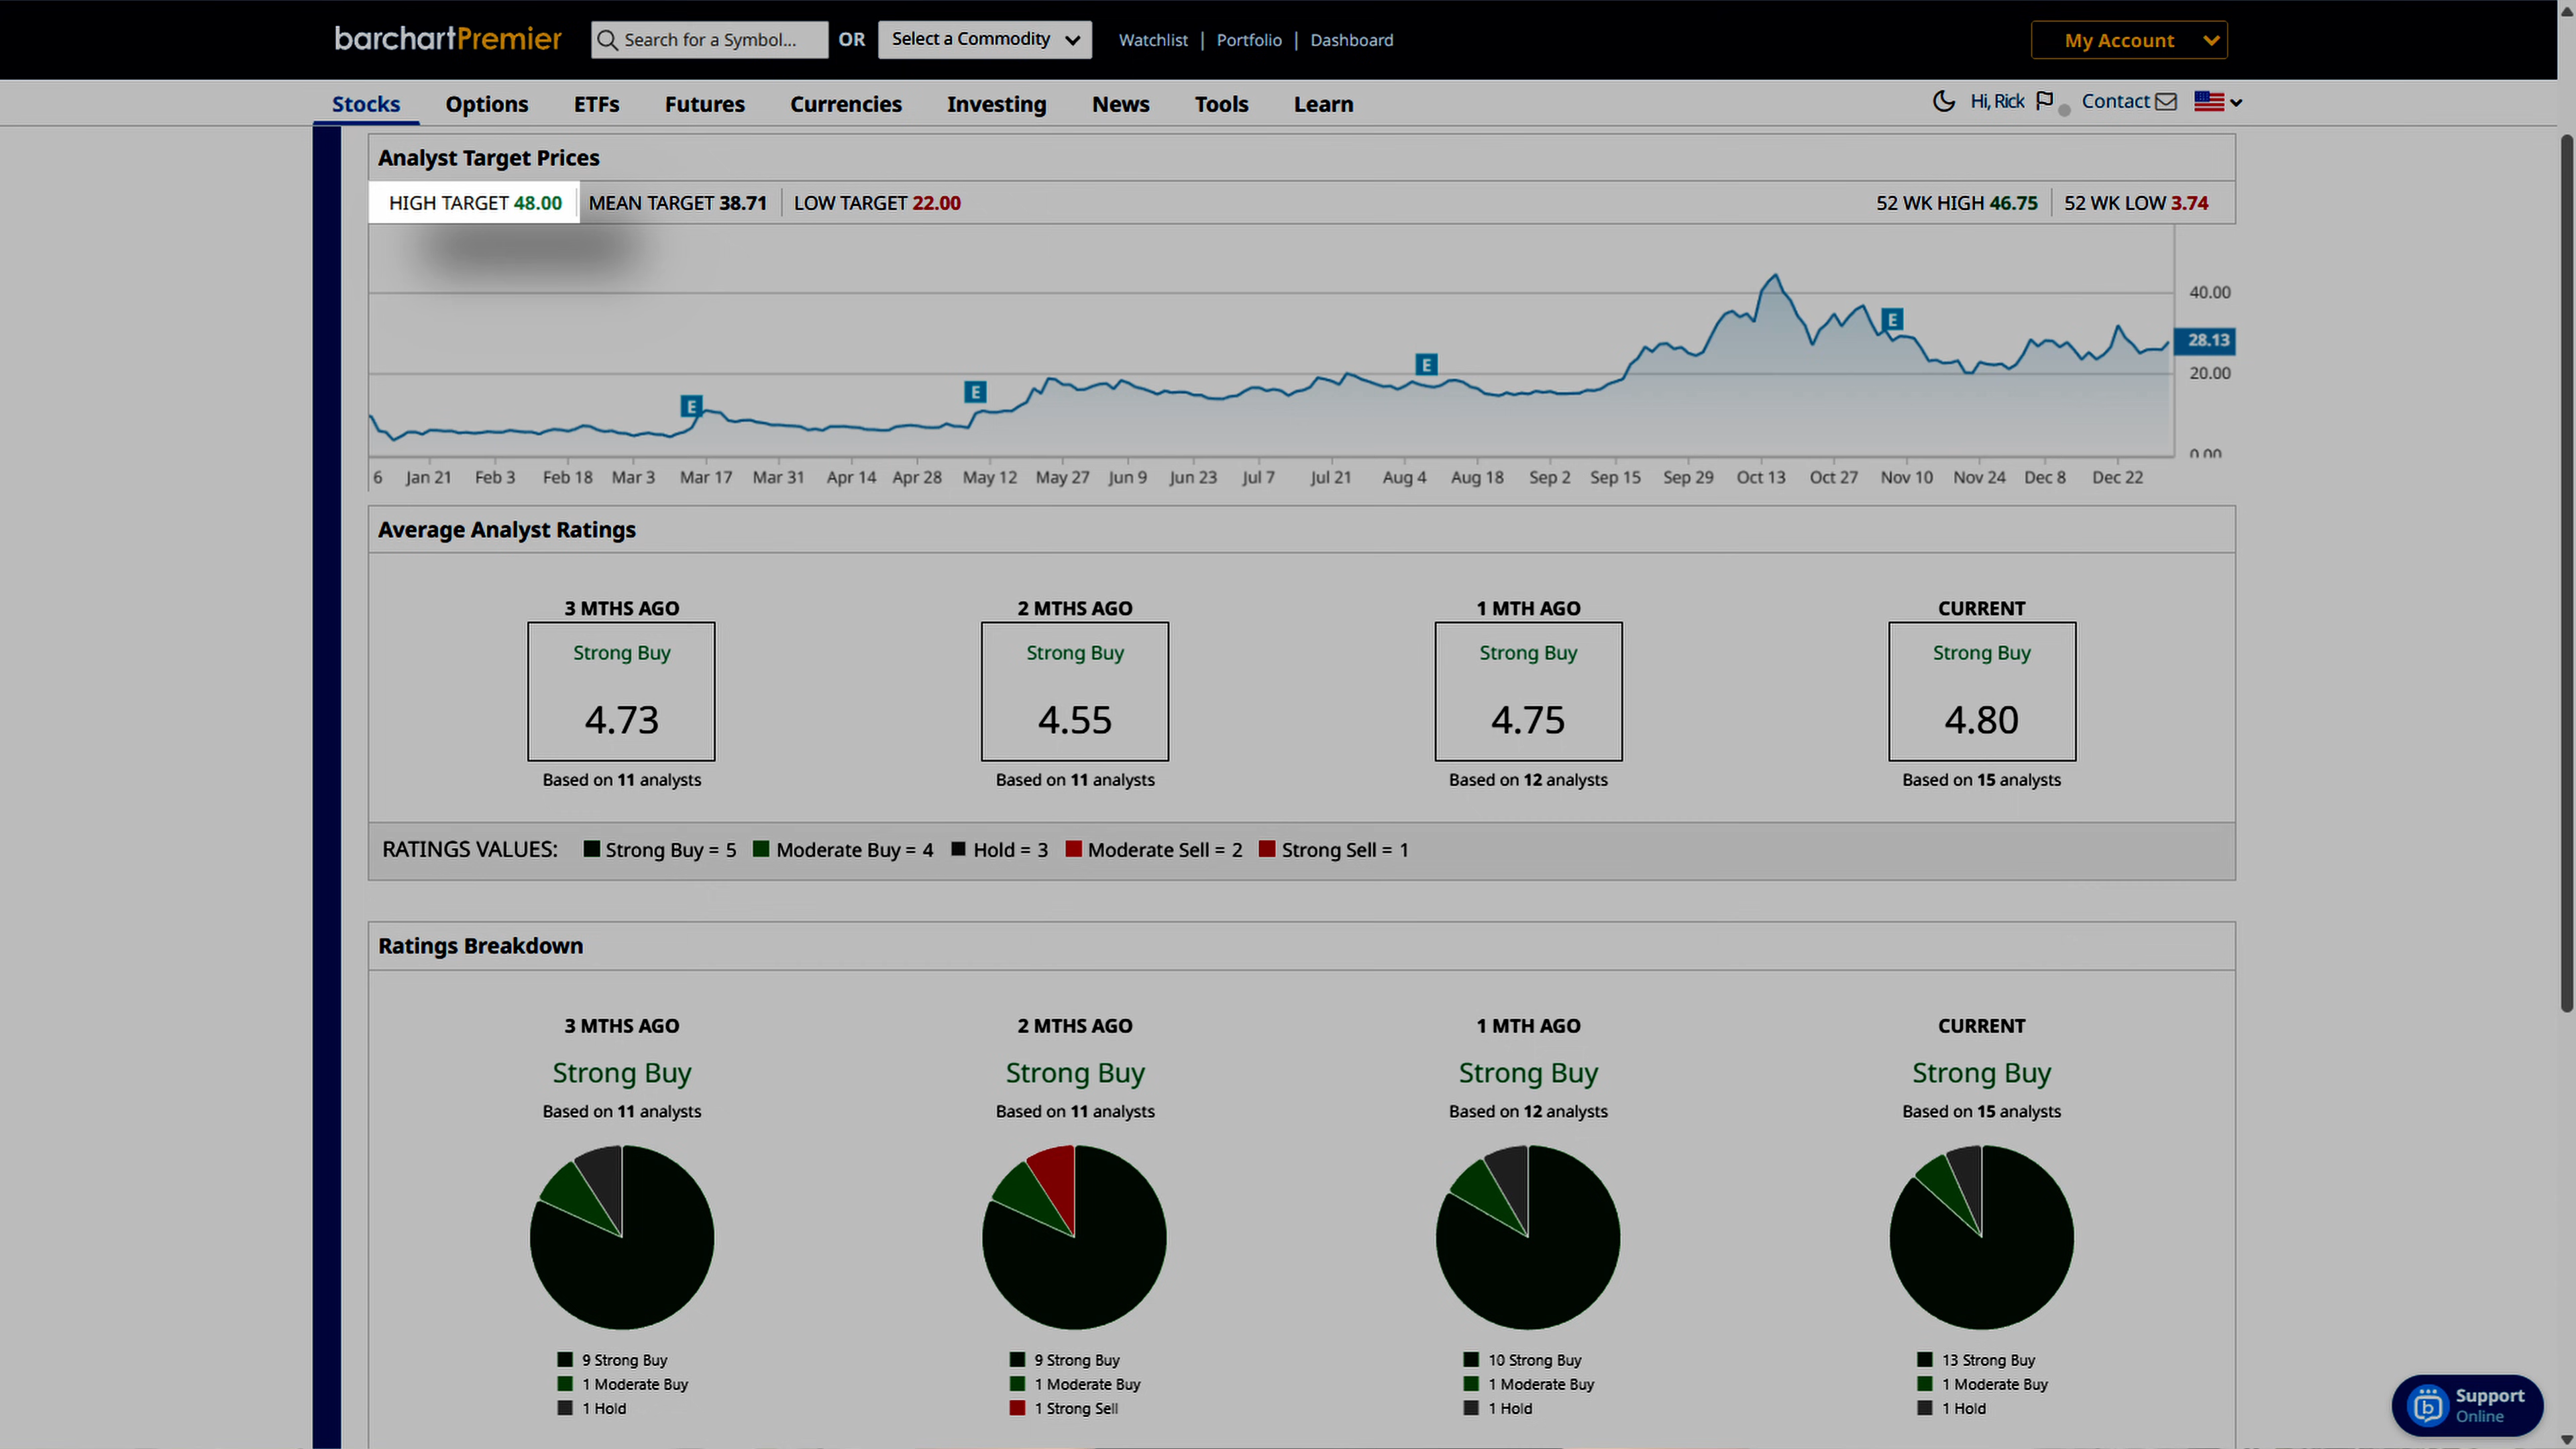 barchartPremier Search for a Symbol... OR Select a Commodity Watchlist | Portfolio | Dashboard My Account
Stocks Options ETFs Futures Currencies Investing News Tools Learn Hi, Rick Contact
Analyst Target Prices
HIGH TARGET 48.00 MEAN TARGET 38.71 LOW TARGET 22.00 52 WK HIGH 46.75 52 WK LOW 3.74
40.00
E
28.13
E
20.00
E
E
0.00
6 Jan 21 Feb 3 Feb 18 Mar 3 Mar 17 Mar 31 Apr 14 Apr 28 May 12 May 27 Jun 9 Jun 23 Jul 7 Jul 21 Aug 4 Aug 18 Sep 2 Sep 15 Sep 29 Oct 13 Oct 27 Nov 10 Nov 24 Dec 8 Dec 22
Average Analyst Ratings
3 MTHS AGO 2 MTHS AGO 1 MTH AGO CURRENT
Strong Buy Strong Buy Strong Buy Strong Buy
4.73 4.55 4.75 4.80
Based on 11 analysts Based on 11 analysts Based on 12 analysts Based on 15 analysts
RATINGS VALUES: Strong Buy = 5 Moderate Buy = 4 Hold = 3 Moderate Sell = 2 Strong Sell = 1
Ratings Breakdown
3 MTHS AGO 2 MTHS AGO 1 MTH AGO CURRENT
Strong Buy Strong Buy Strong Buy Strong Buy
Based on 11 analysts Based on 11 analysts Based on 12 analysts Based on 15 analysts
9 Strong Buy 9 Strong Buy 10 Strong Buy 13 Strong Buy
1 Moderate Buy 1 Moderate Buy 1 Moderate Buy 1 Moderate Buy
1 Hold 1 Strong Sell 1 Hold 1 Hold
b Support
Online